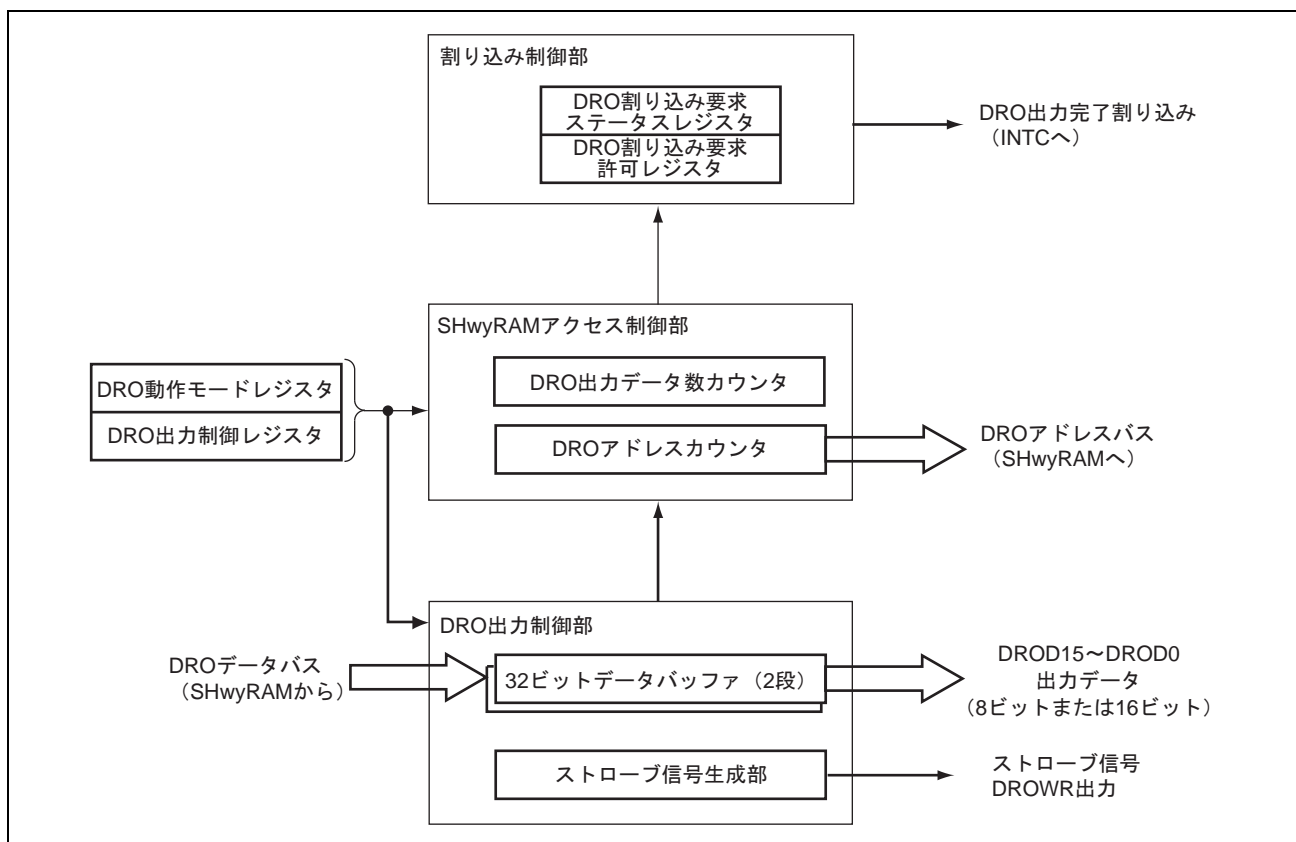 割り込み制御部
DRO割り込み要求
ステータスレジスタ
DRO割り込み要求
許可レジスタ
DRO出力完了割り込み
（INTCへ）
SHwyRAMアクセス制御部
DRO動作モードレジスタ
DRO出力制御レジスタ
DRO出力データ数カウンタ
DROアドレスカウンタ
DROアドレスバス
（SHwyRAMへ）
DRO出力制御部
DROデータバス
（SHwyRAMから）
32ビットデータバッファ（2段）
DROD15～DROD0
出力データ
（8ビットまたは16ビット）
ストローブ信号生成部
ストローブ信号
DROWR出力